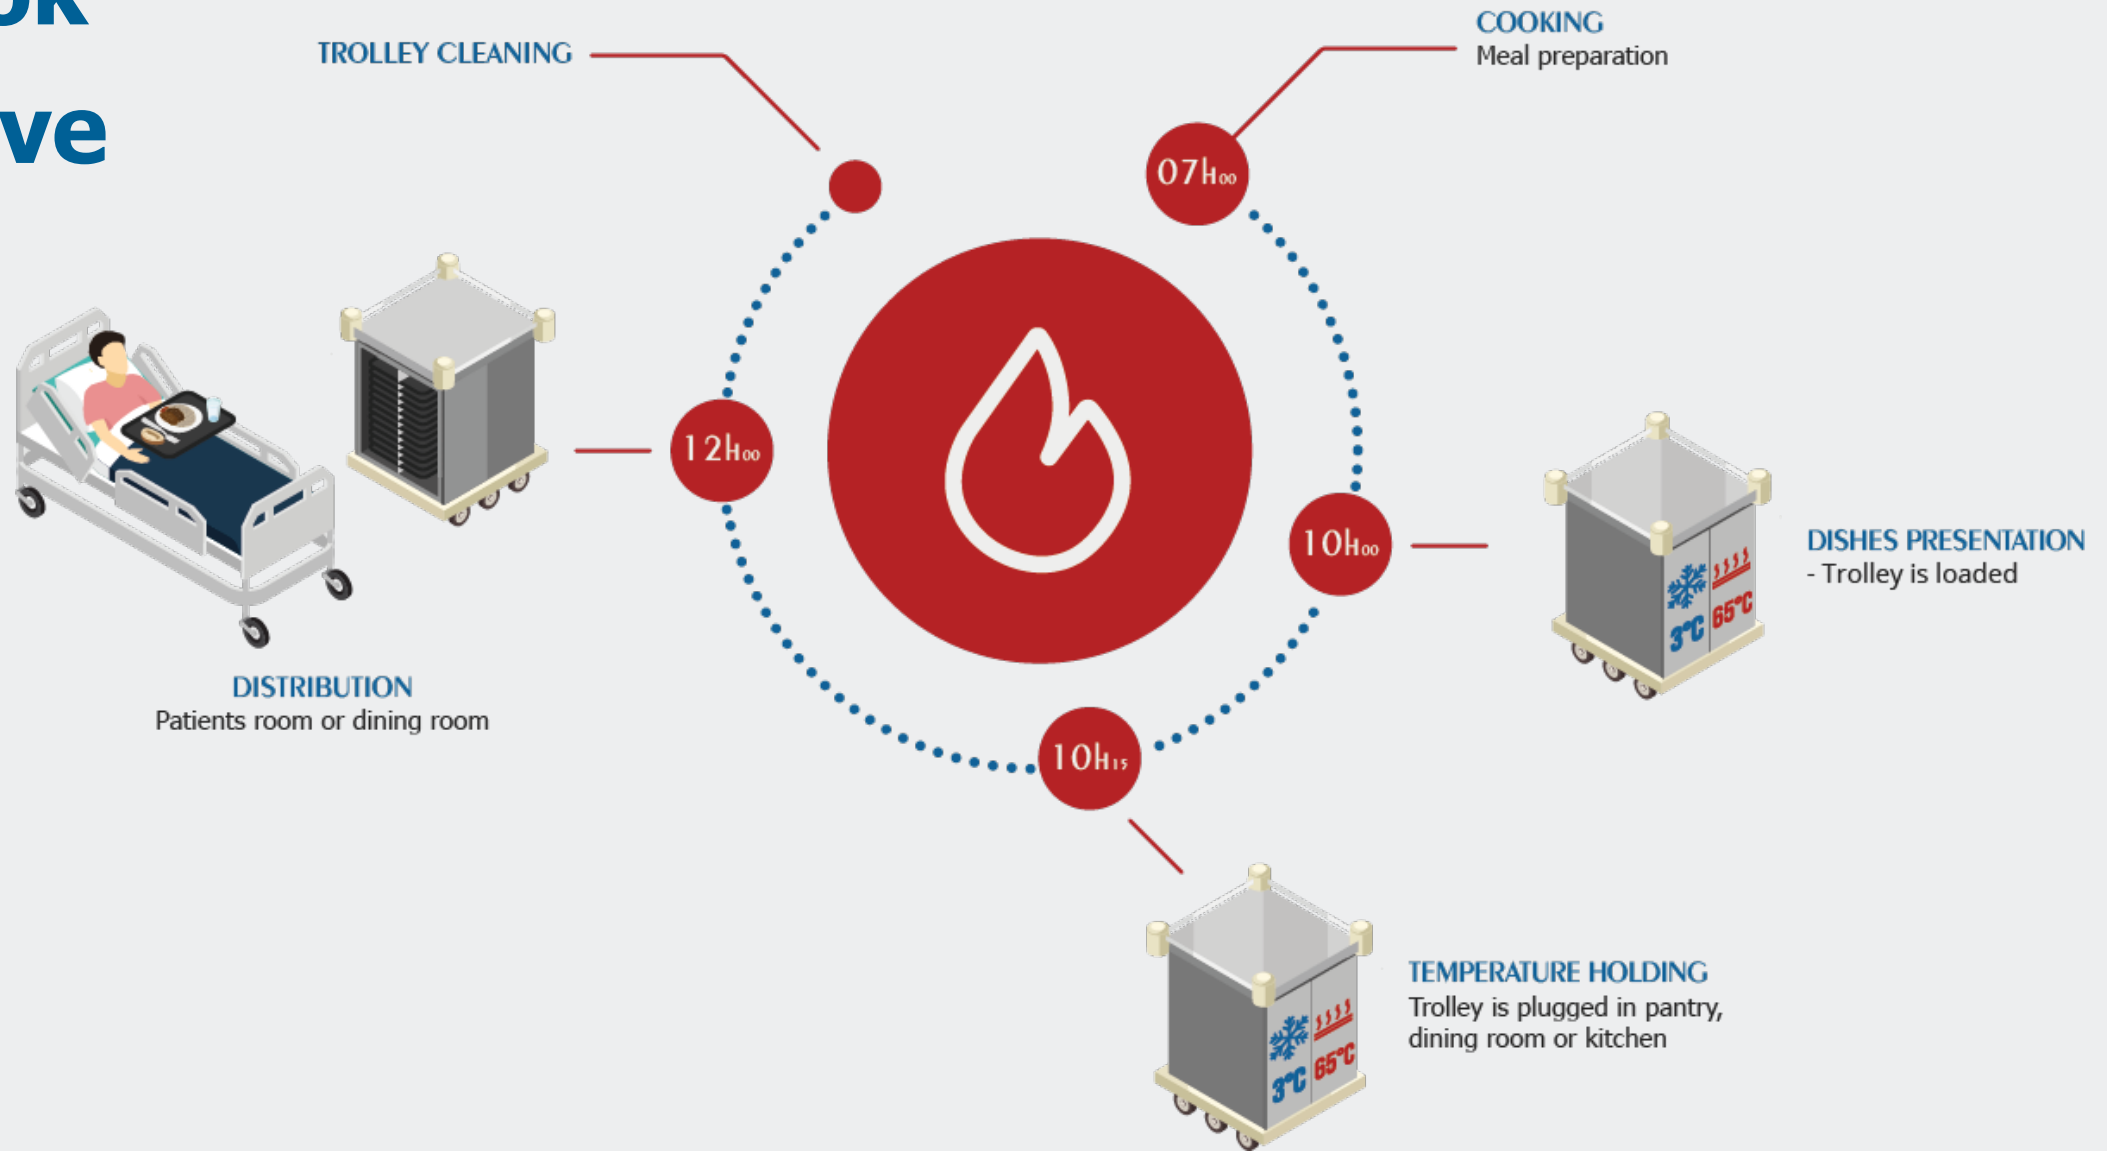 ve
TROLLEY CLEANING
COOKING
Meal preparation
07h00
10h00
DISHES PRESENTATION
- Trolley is loaded
3°C
65°C
10h15
TEMPERATURE HOLDING
Trolley is plugged in pantry,
dining room or kitchen
3°C
65°C
12h00
DISTRIBUTION
Patients room or dining room